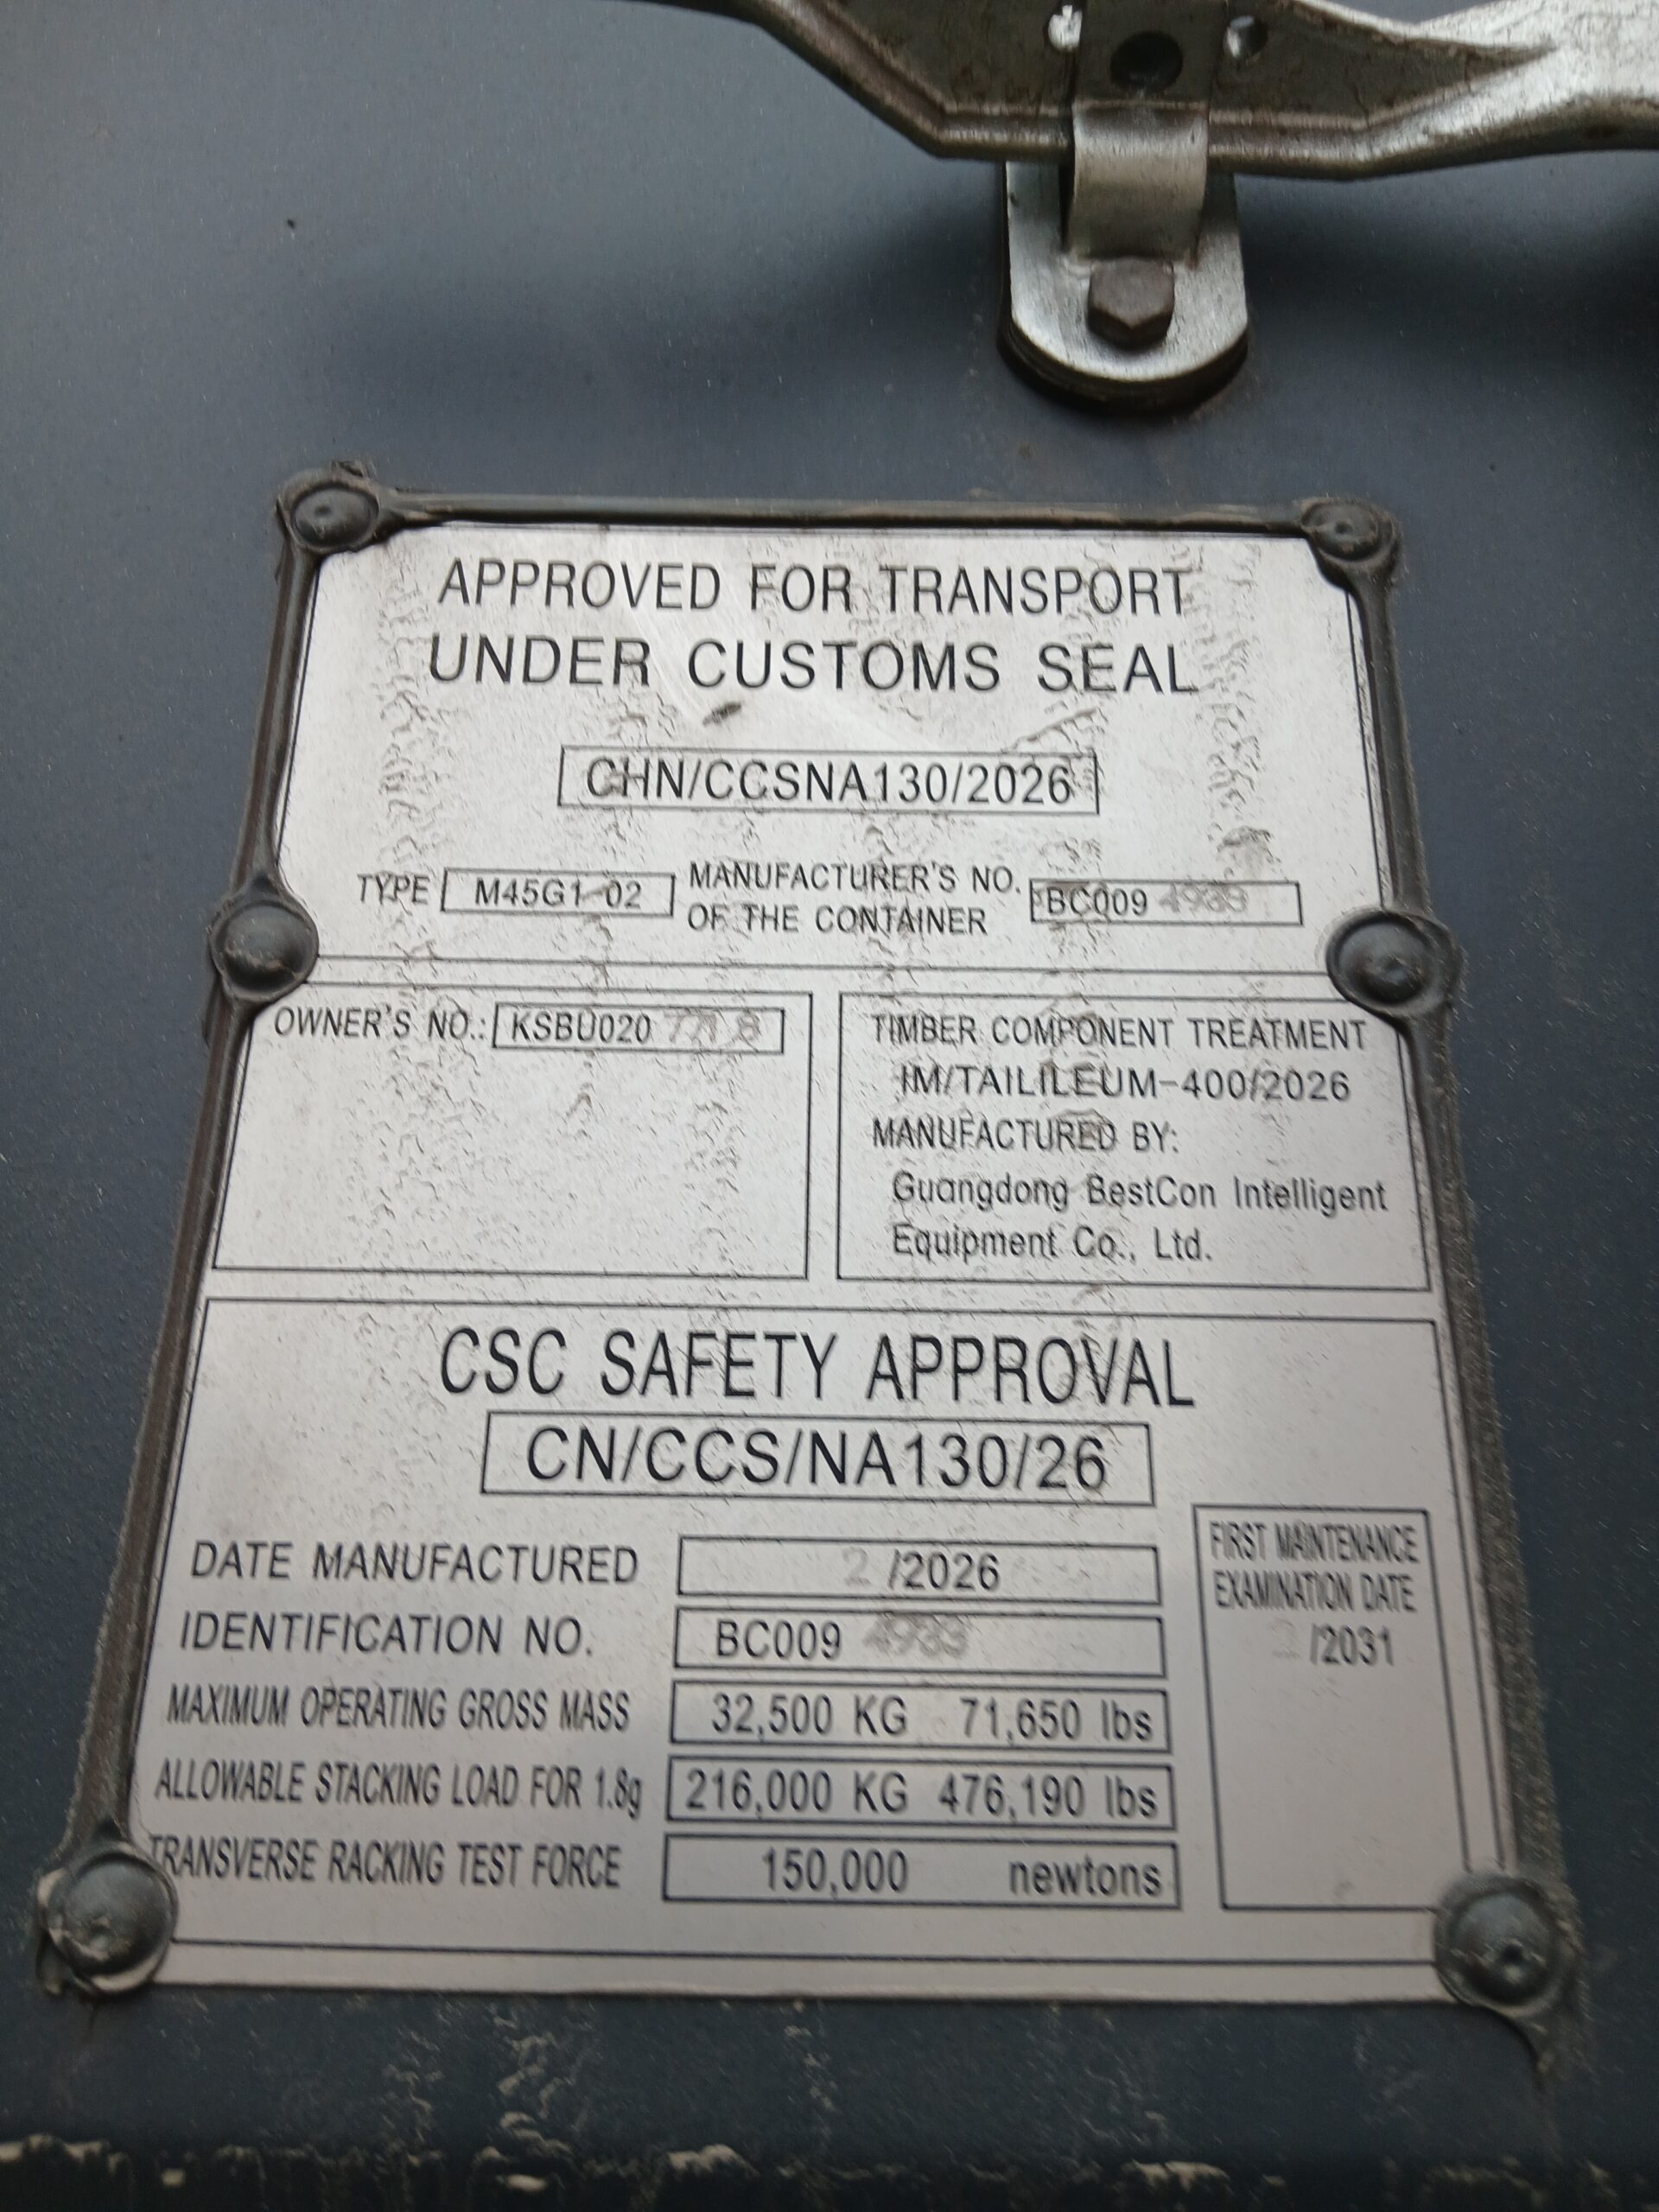 APPROVED FOR TRANSPORT
UNDER CUSTOMS SEAL
CHN/CCSNA130/2026
TYPE M45G1-02 MANUFACTURER'S NO. OF THE CONTAINER BC009
OWNER'S NO.: KSBU020
TIMBER COMPONENT TREATMENT
IM/TAILILEUM-400/2026
MANUFACTURED BY:
Guangdong BestCon Intelligent
Equipment Co., Ltd.
CSC SAFETY APPROVAL
CN/CCS/NA130/26
DATE MANUFACTURED 2/2026
IDENTIFICATION NO. BC009 4933
MAXIMUM OPERATING GROSS MASS 32,500 KG 71,650 lbs
ALLOWABLE STACKING LOAD FOR 1.8g 216,000 KG 476,190 lbs
TRANSVERSE RACKING TEST FORCE 150,000 newtons
FIRST MAINTENANCE
EXAMINATION DATE
/2031